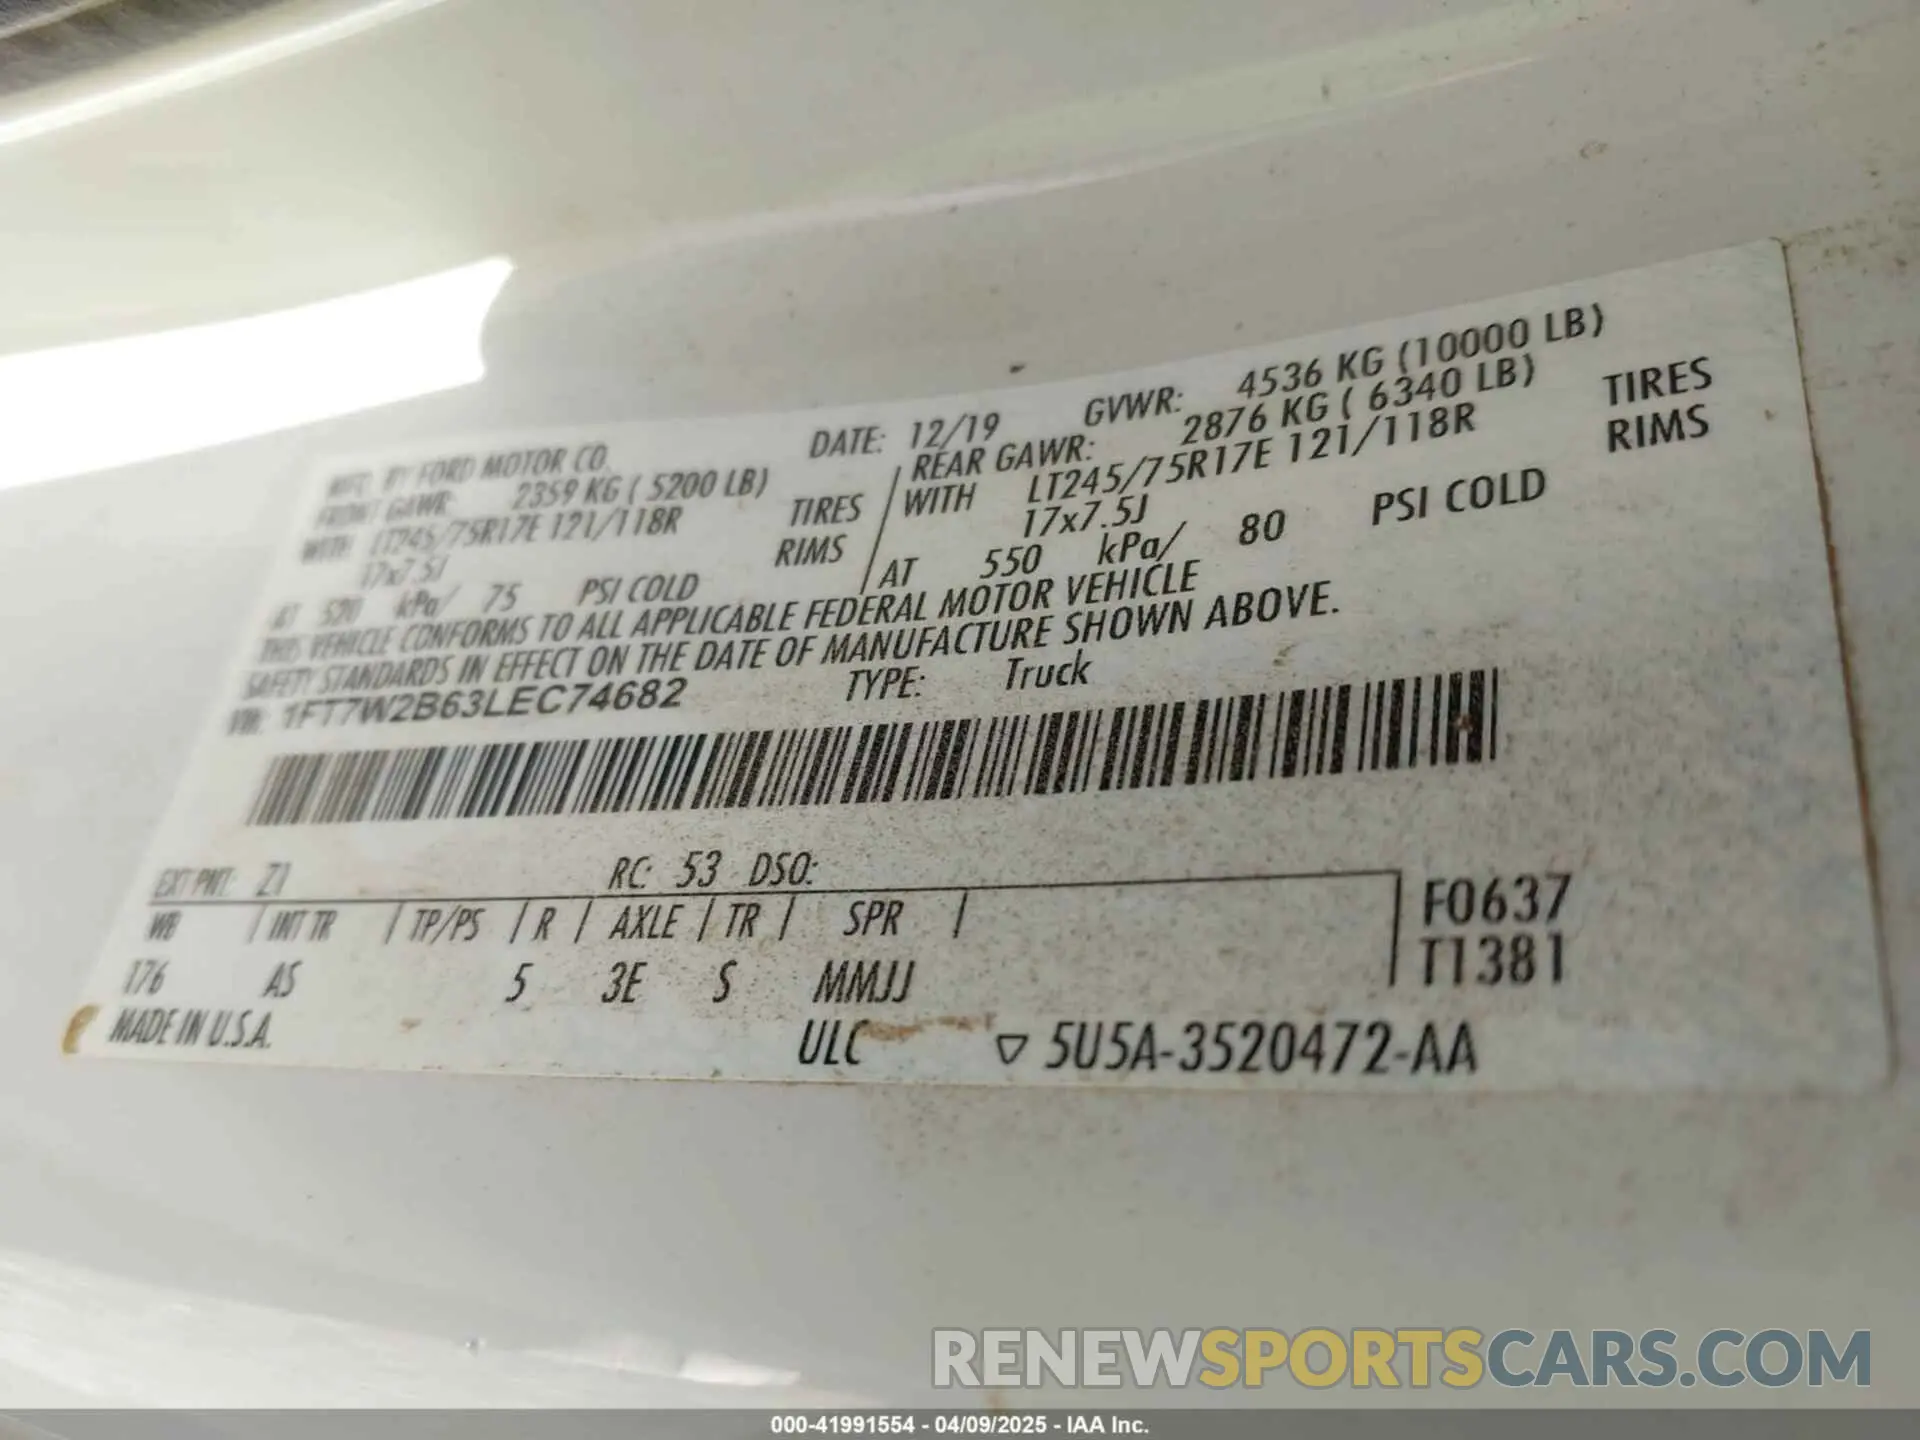 MFD. BY FORD MOTOR CO. DATE: 12/19 GVWR: 4536 KG (10000 LB)
FRONT GAWR: 2359 KG ( 5200 LB) REAR GAWR: 2876 KG ( 6340 LB)
WITH LT245/75R17E 121/118R TIRES WITH LT245/75R17E 121/118R TIRES
17x7.5J RIMS 17x7.5J RIMS
AT 520 kPa/ 75 PSI COLD AT 550 kPa/ 80 PSI COLD
THIS VEHICLE CONFORMS TO ALL APPLICABLE FEDERAL MOTOR VEHICLE
SAFETY STANDARDS IN EFFECT ON THE DATE OF MANUFACTURE SHOWN ABOVE.
VIN: 1FT7W2B63LEC74682 TYPE: Truck
EXT PNT: Z1 RC: 53 DSO:
WB | INT TR | TP/PS | R | AXLE | TR | SPR | F0637
176 AS 5 3E S MMJJ T1381
MADE IN U.S.A. ULC ▽ 5U5A-3520472-AA
RENEWSPORTSCARS.COM
000-41991554 - 04/09/2025 - IAA Inc.